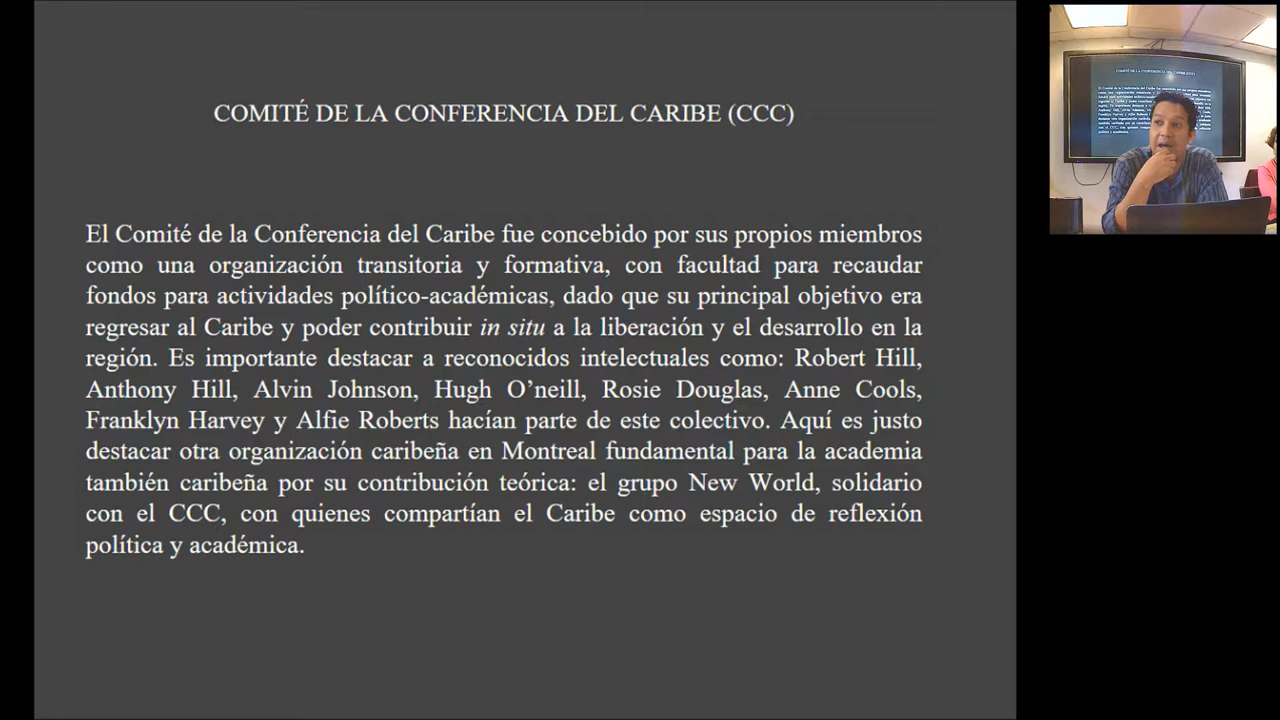 COMITÉ DE LA CONFERENCIA DEL CARIBE (CCC)
El Comité de la Conferencia del Caribe fue concebido por sus propios miembros
como una organización transitoria y formativa, con facultad para recaudar
fondos para actividades político-académicas, dado que su principal objetivo era
regresar al Caribe y poder contribuir in situ a la liberación y el desarrollo en la
región. Es importante destacar a reconocidos intelectuales como: Robert Hill,
Anthony Hill, Alvin Johnson, Hugh O’neill, Rosie Douglas, Anne Cools,
Franklyn Harvey y Alfie Roberts hacían parte de este colectivo. Aquí es justo
destacar otra organización caribeña en Montreal fundamental para la academia
también caribeña por su contribución teórica: el grupo New World, solidario
con el CCC, con quienes compartían el Caribe como espacio de reflexión
política y académica.